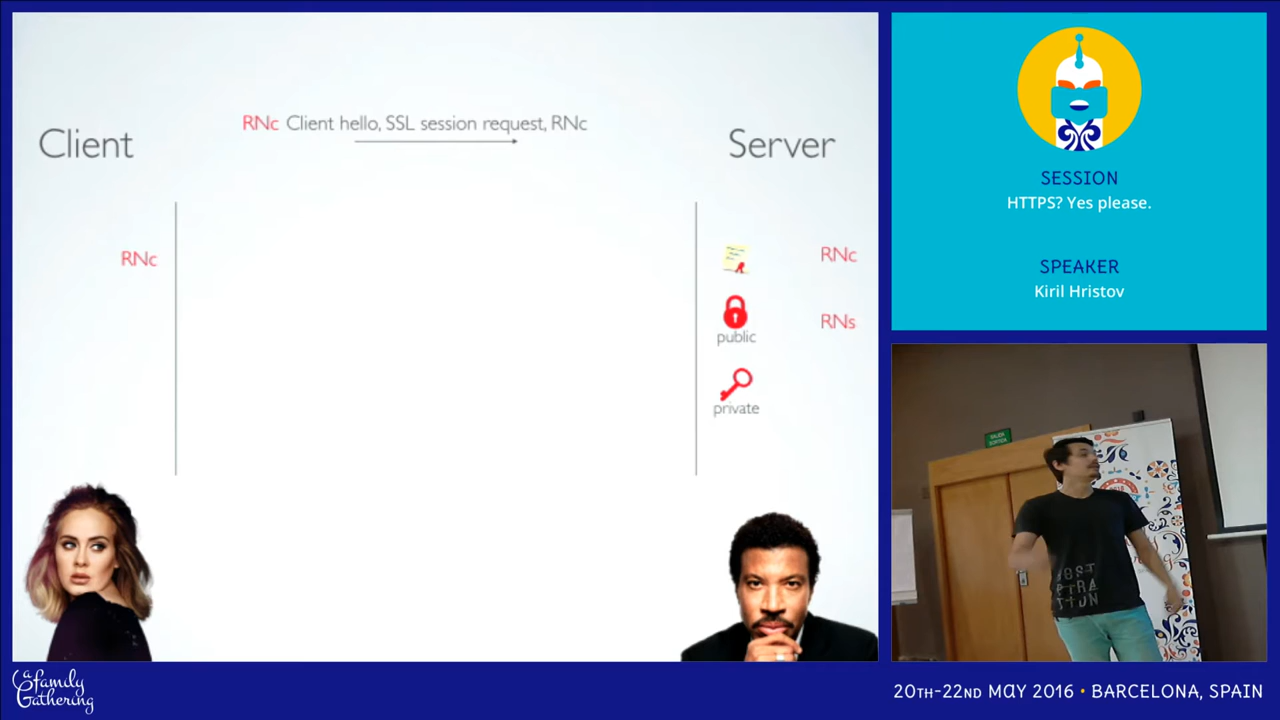 RNc Client hello, SSL session request, RNc
Client
Server
RNc
RNc
public
RNs
private
SESSION
HTTPS? Yes please.
SPEAKER
Kiril Hristov
a family
Gathering
20TH-22ND MAY 2016 • BARCELONA, SPAIN